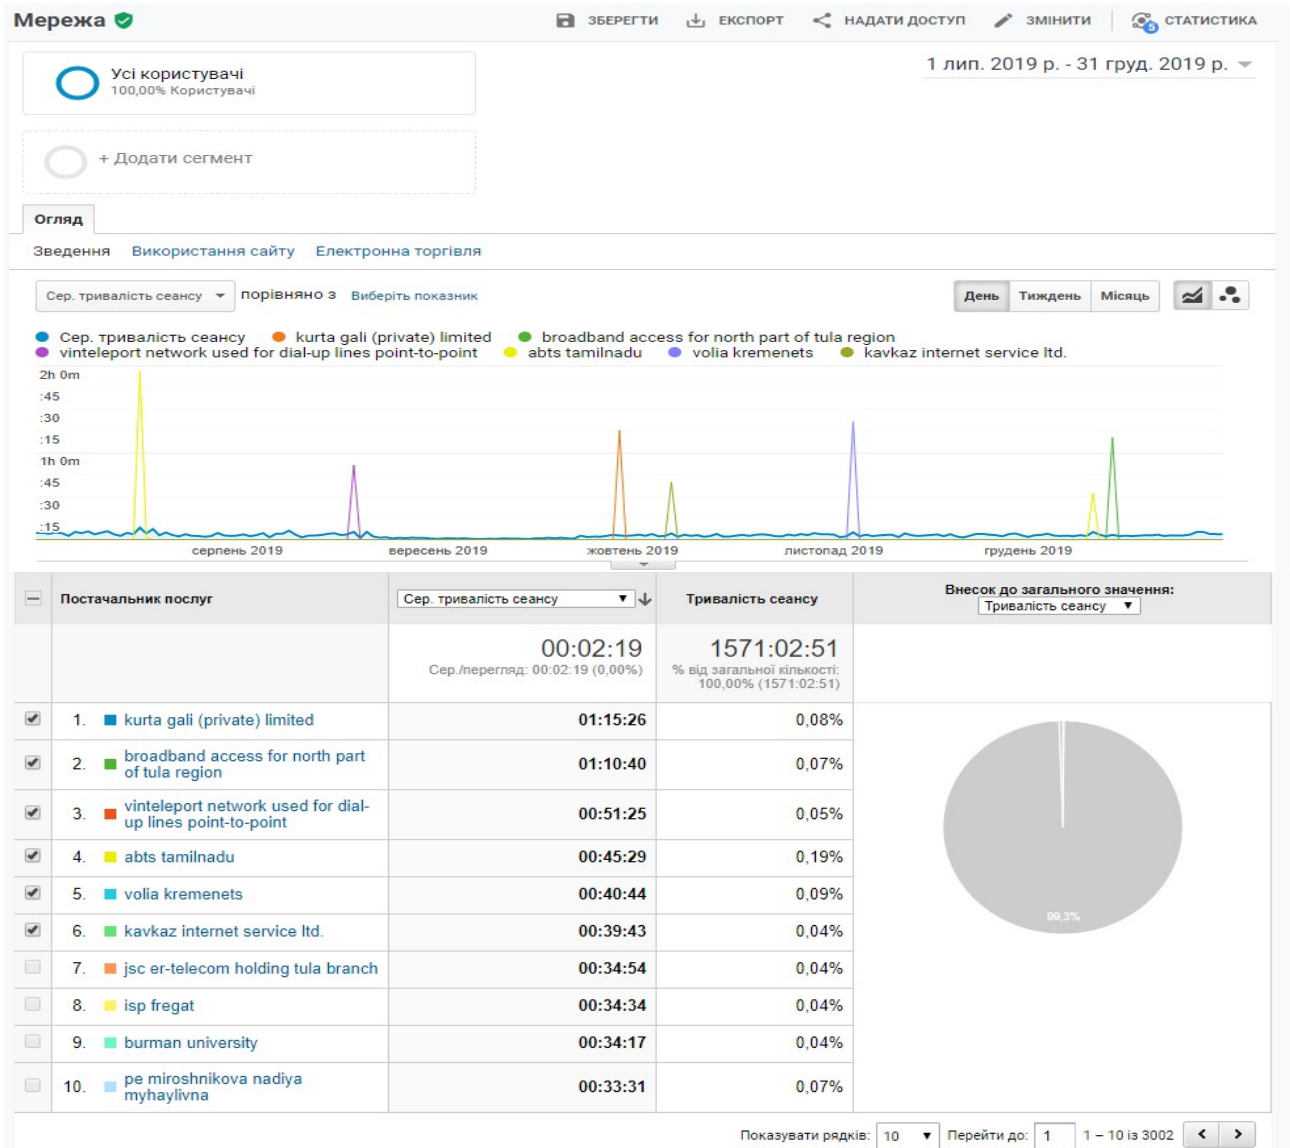 Мережа
ЗБЕРЕГТИ ЕКСПОРТ НАДАТИ ДОСТУП ЗМІНИТИ 5 СТАТИСТИКА
Усі користувачі
100,00% Користувачі
1 лип. 2019 р. - 31 груд. 2019 р.
+ Додати сегмент
Огляд
Зведення Використання сайту Електронна торгівля
Сер. тривалість сеансу порівняно з Виберіть показник День Тиждень Місяць
Сер. тривалість сеансу kurta gali (private) limited broadband access for north part of tula region
vinteleport network used for dial-up lines point-to-point abts tamilnadu volia kremenets kavkaz internet service ltd.
2h 0m
:45
:30
:15
1h 0m
:45
:30
:15
серпень 2019 вересень 2019 жовтень 2019 листопад 2019 грудень 2019
Постачальник послуг Сер. тривалість сеансу Тривалість сеансу
Внесок до загального значення:
Тривалість сеансу
00:02:19 1571:02:51
Сер./перегляд: 00:02:19 (0,00%) % від загальної кількості:
100,00% (1571:02:51)
1. kurta gali (private) limited 01:15:26 0,08%
2. broadband access for north part
of tula region 01:10:40 0,07%
3. vinteleport network used for dial-
up lines point-to-point 00:51:25 0,05%
4. abts tamilnadu 00:45:29 0,19%
5. volia kremenets 00:40:44 0,09%
6. kavkaz internet service ltd. 00:39:43 0,04%
99,3%
7. jsc er-telecom holding tula branch 00:34:54 0,04%
8. isp fregat 00:34:34 0,04%
9. burman university 00:34:17 0,04%
10. pe miroshnikova nadiya
myhaylivna 00:33:31 0,07%
Показувати рядків: 10 Перейти до: 1 1 – 10 із 3002